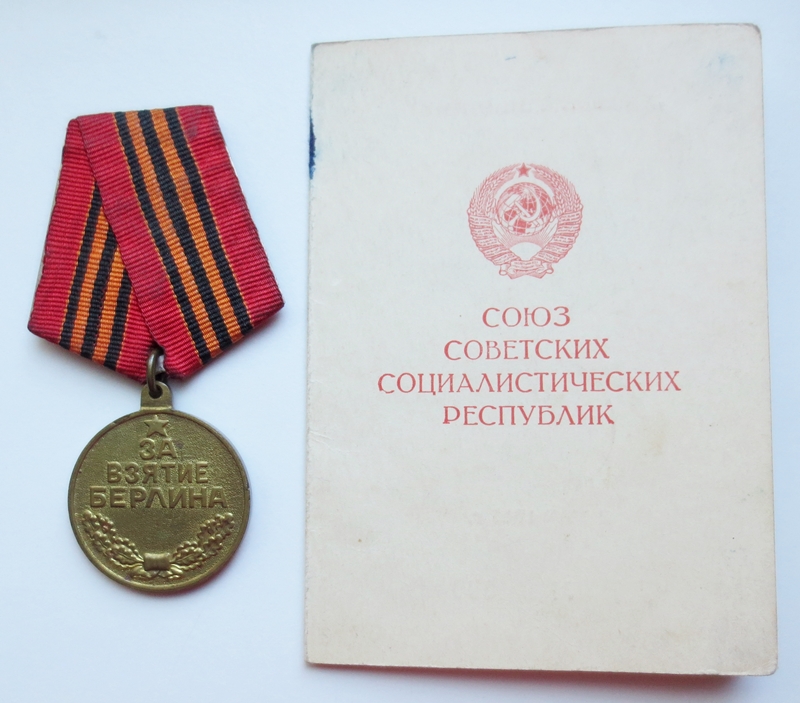 ЗА
ВЗЯТИЕ
БЕРЛИНА
СОЮЗ
СОВЕТСКИХ
СОЦИАЛИСТИЧЕСКИХ
РЕСПУБЛИК